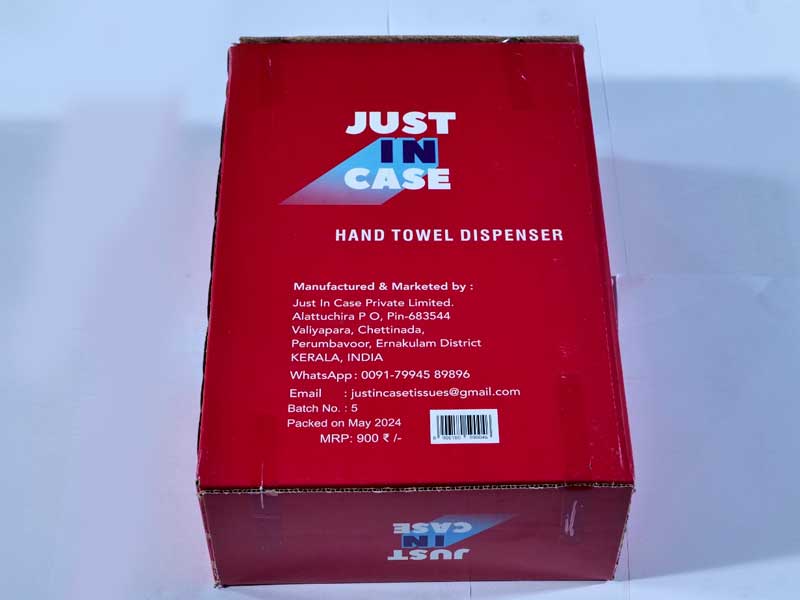 JUST
IN
CASE
HAND TOWEL DISPENSER
Manufactured & Marketed by :
Just In Case Private Limited.
Alattuchira P O, Pin-683544
Valiyapara, Chettinada,
Perumbavoor, Ernakulam District
KERALA, INDIA
WhatsApp : 0091-79945 89896
Email : justincasetissues@gmail.com
Batch No. : 5
Packed on May 2024
MRP: 900 ₹ /-
JUST
IN
CASE